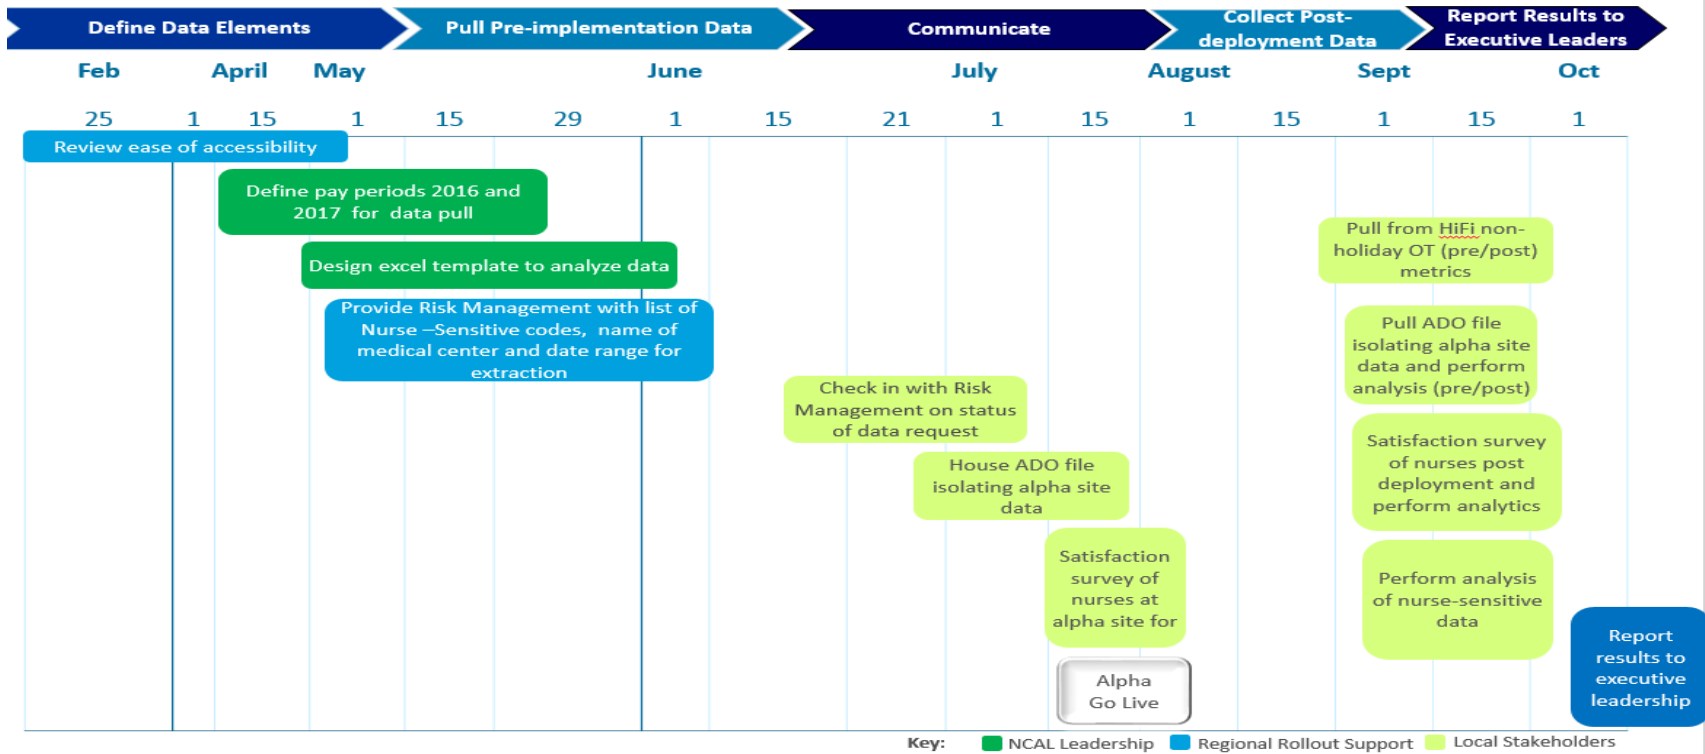 Define Data Elements
Pull Pre-implementation Data
Communicate
Collect Post-
deployment Data
Report Results to
Executive Leaders
Feb April May June July August Sept Oct
25 1 15 1 15 29 1 15 21 1 15 1 15 1 15 1
Review ease of accessibility
Define pay periods 2016 and
2017 for data pull
Design excel template to analyze data
Provide Risk Management with list of
Nurse –Sensitive codes, name of
medical center and date range for
extraction
Check in with Risk
Management on status
of data request
House ADO file
isolating alpha site
data
Satisfaction
survey of
nurses at
alpha site for
Alpha
Go Live
Pull from HiFi non-
holiday OT (pre/post)
metrics
Pull ADO file
isolating alpha site
data and perform
analysis (pre/post)
Satisfaction survey
of nurses post
deployment and
perform analytics
Perform analysis
of nurse-sensitive
data
Report
results to
executive
leadership
Key: NCAL Leadership Regional Rollout Support Local Stakeholders